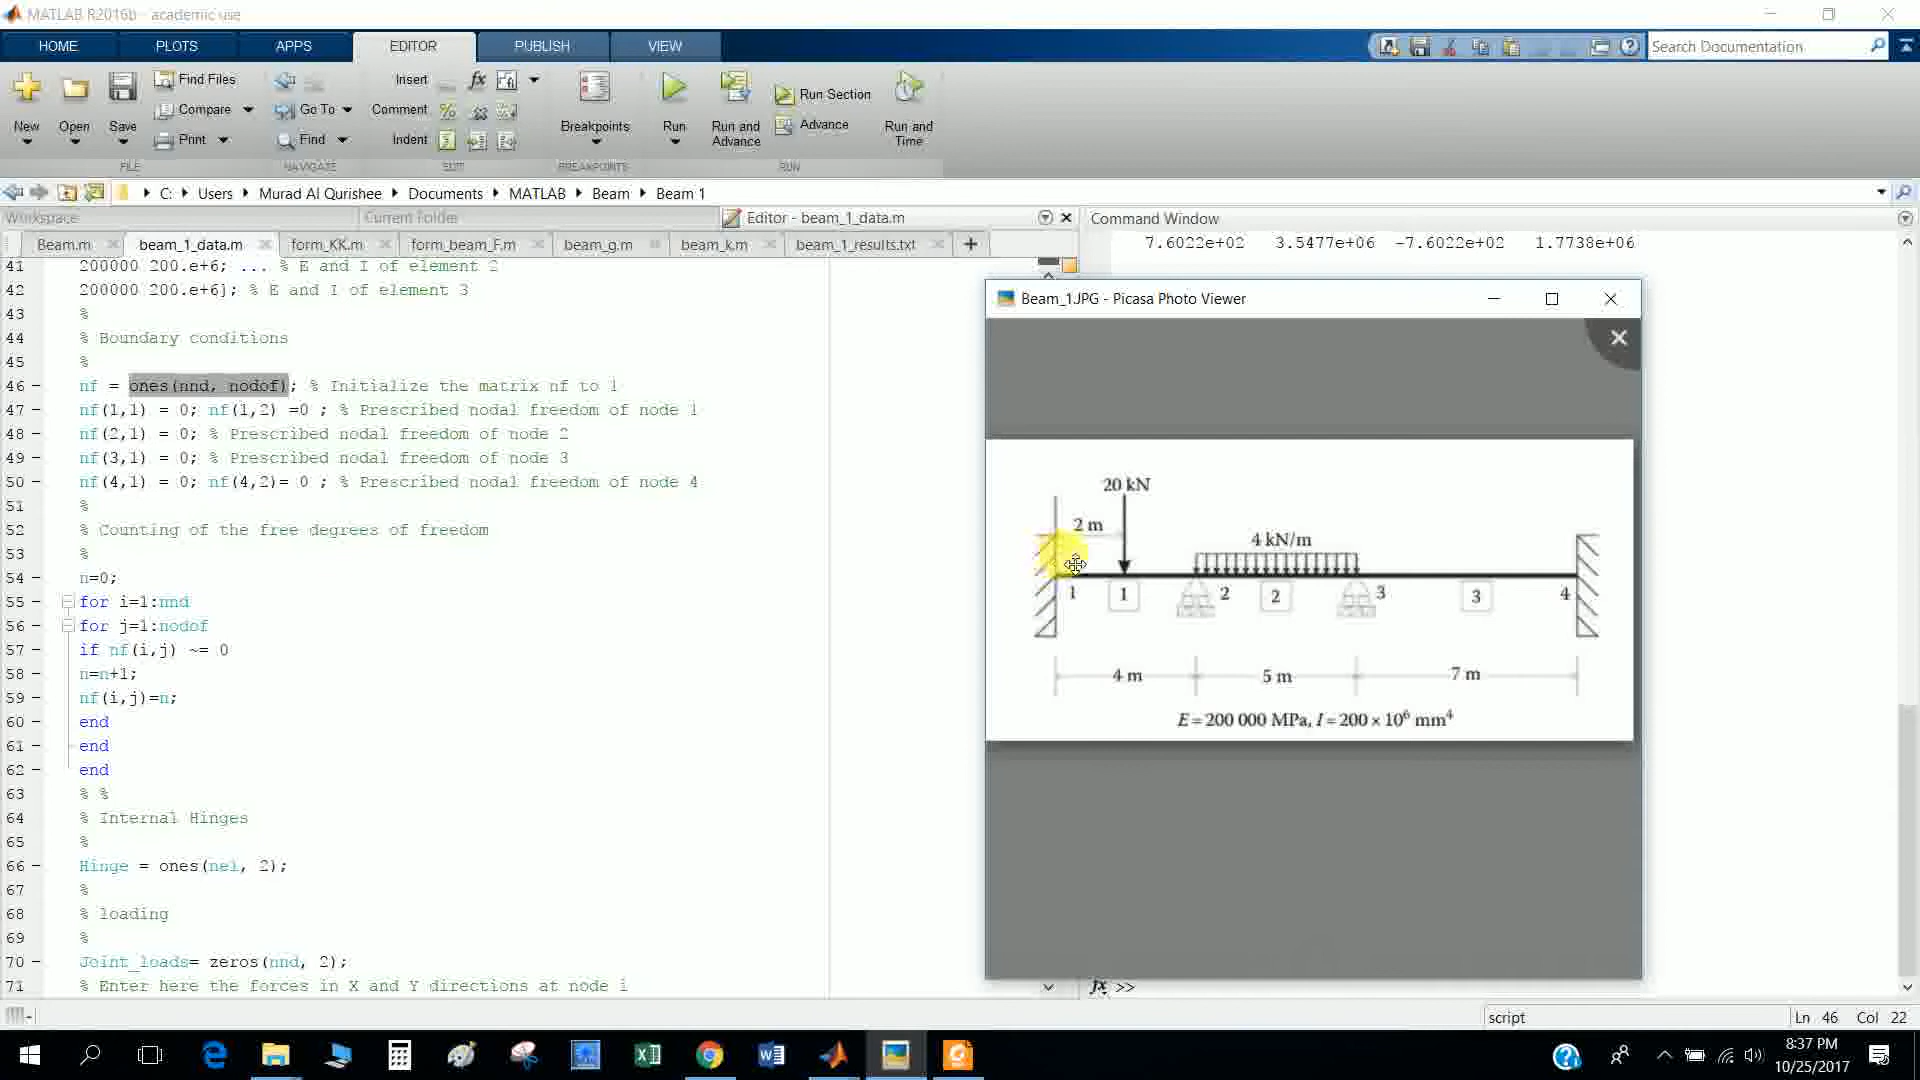 MATLAB R2016b - academic use
HOME PLOTS APPS EDITOR PUBLISH VIEW
Search Documentation
New Open Save Find Files Compare Print
Go To Find
Insert fx
Comment
Indent
Breakpoints
Run Run and Advance Run Section Advance Run and Time
FILE NAVIGATE EDIT BREAKPOINTS RUN
C: Users Murad Al Qurishee Documents MATLAB Beam Beam 1
Workspace Current Folder Editor - beam_1_data.m Command Window
Beam.m beam_1_data.m form_KK.m form_beam_F.m beam_g.m beam_k.m beam_1_results.txt
7.6022e+02 3.5477e+06 -7.6022e+02 1.7738e+06
41 200000 200.e+6; ... % E and I of element 2
42 200000 200.e+6]; % E and I of element 3
43 %
44 % Boundary conditions
45 %
46 - nf = ones(nnd, nodof); % Initialize the matrix nf to 1
47 - nf(1,1) = 0; nf(1,2) =0 ; % Prescribed nodal freedom of node 1
48 - nf(2,1) = 0; % Prescribed nodal freedom of node 2
49 - nf(3,1) = 0; % Prescribed nodal freedom of node 3
50 - nf(4,1) = 0; nf(4,2)= 0 ; % Prescribed nodal freedom of node 4
51 %
52 % Counting of the free degrees of freedom
53 %
54 - n=0;
55 - for i=1:nnd
56 - for j=1:nodof
57 - if nf(i,j) ~= 0
58 - n=n+1;
59 - nf(i,j)=n;
60 - end
61 - end
62 - end
63 % %
64 % Internal Hinges
65 %
66 - Hinge = ones(nel, 2);
67 %
68 % loading
69 %
70 - Joint_loads= zeros(nnd, 2);
71 % Enter here the forces in X and Y directions at node i
Beam_1.JPG - Picasa Photo Viewer
20 kN
2 m
4 kN/m
1 1 2 2 3 3 4
4 m 5 m 7 m
E = 200 000 MPa, I = 200 × 10⁶ mm⁴
fx >>
script Ln 46 Col 22
8:37 PM
10/25/2017